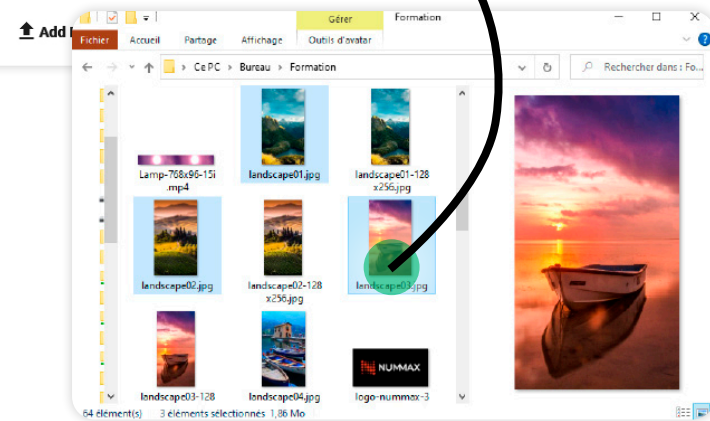 Add
Gérer
Formation
Fichier
Accueil
Partage
Affichage
Outils d'avatar
Ce PC > Bureau > Formation
Rechercher dans : Fo...
Lamp-768x96-15i
.mp4
landscape01.jpg
landscape01-128
x256.jpg
landscape02.jpg
landscape02-128
x256.jpg
landscape03.jpg
landscape03-128
landscape04.jpg
NUMMAX
logo-nummax-3
64 élément(s)
3 éléments sélectionnés 1,86 Mo